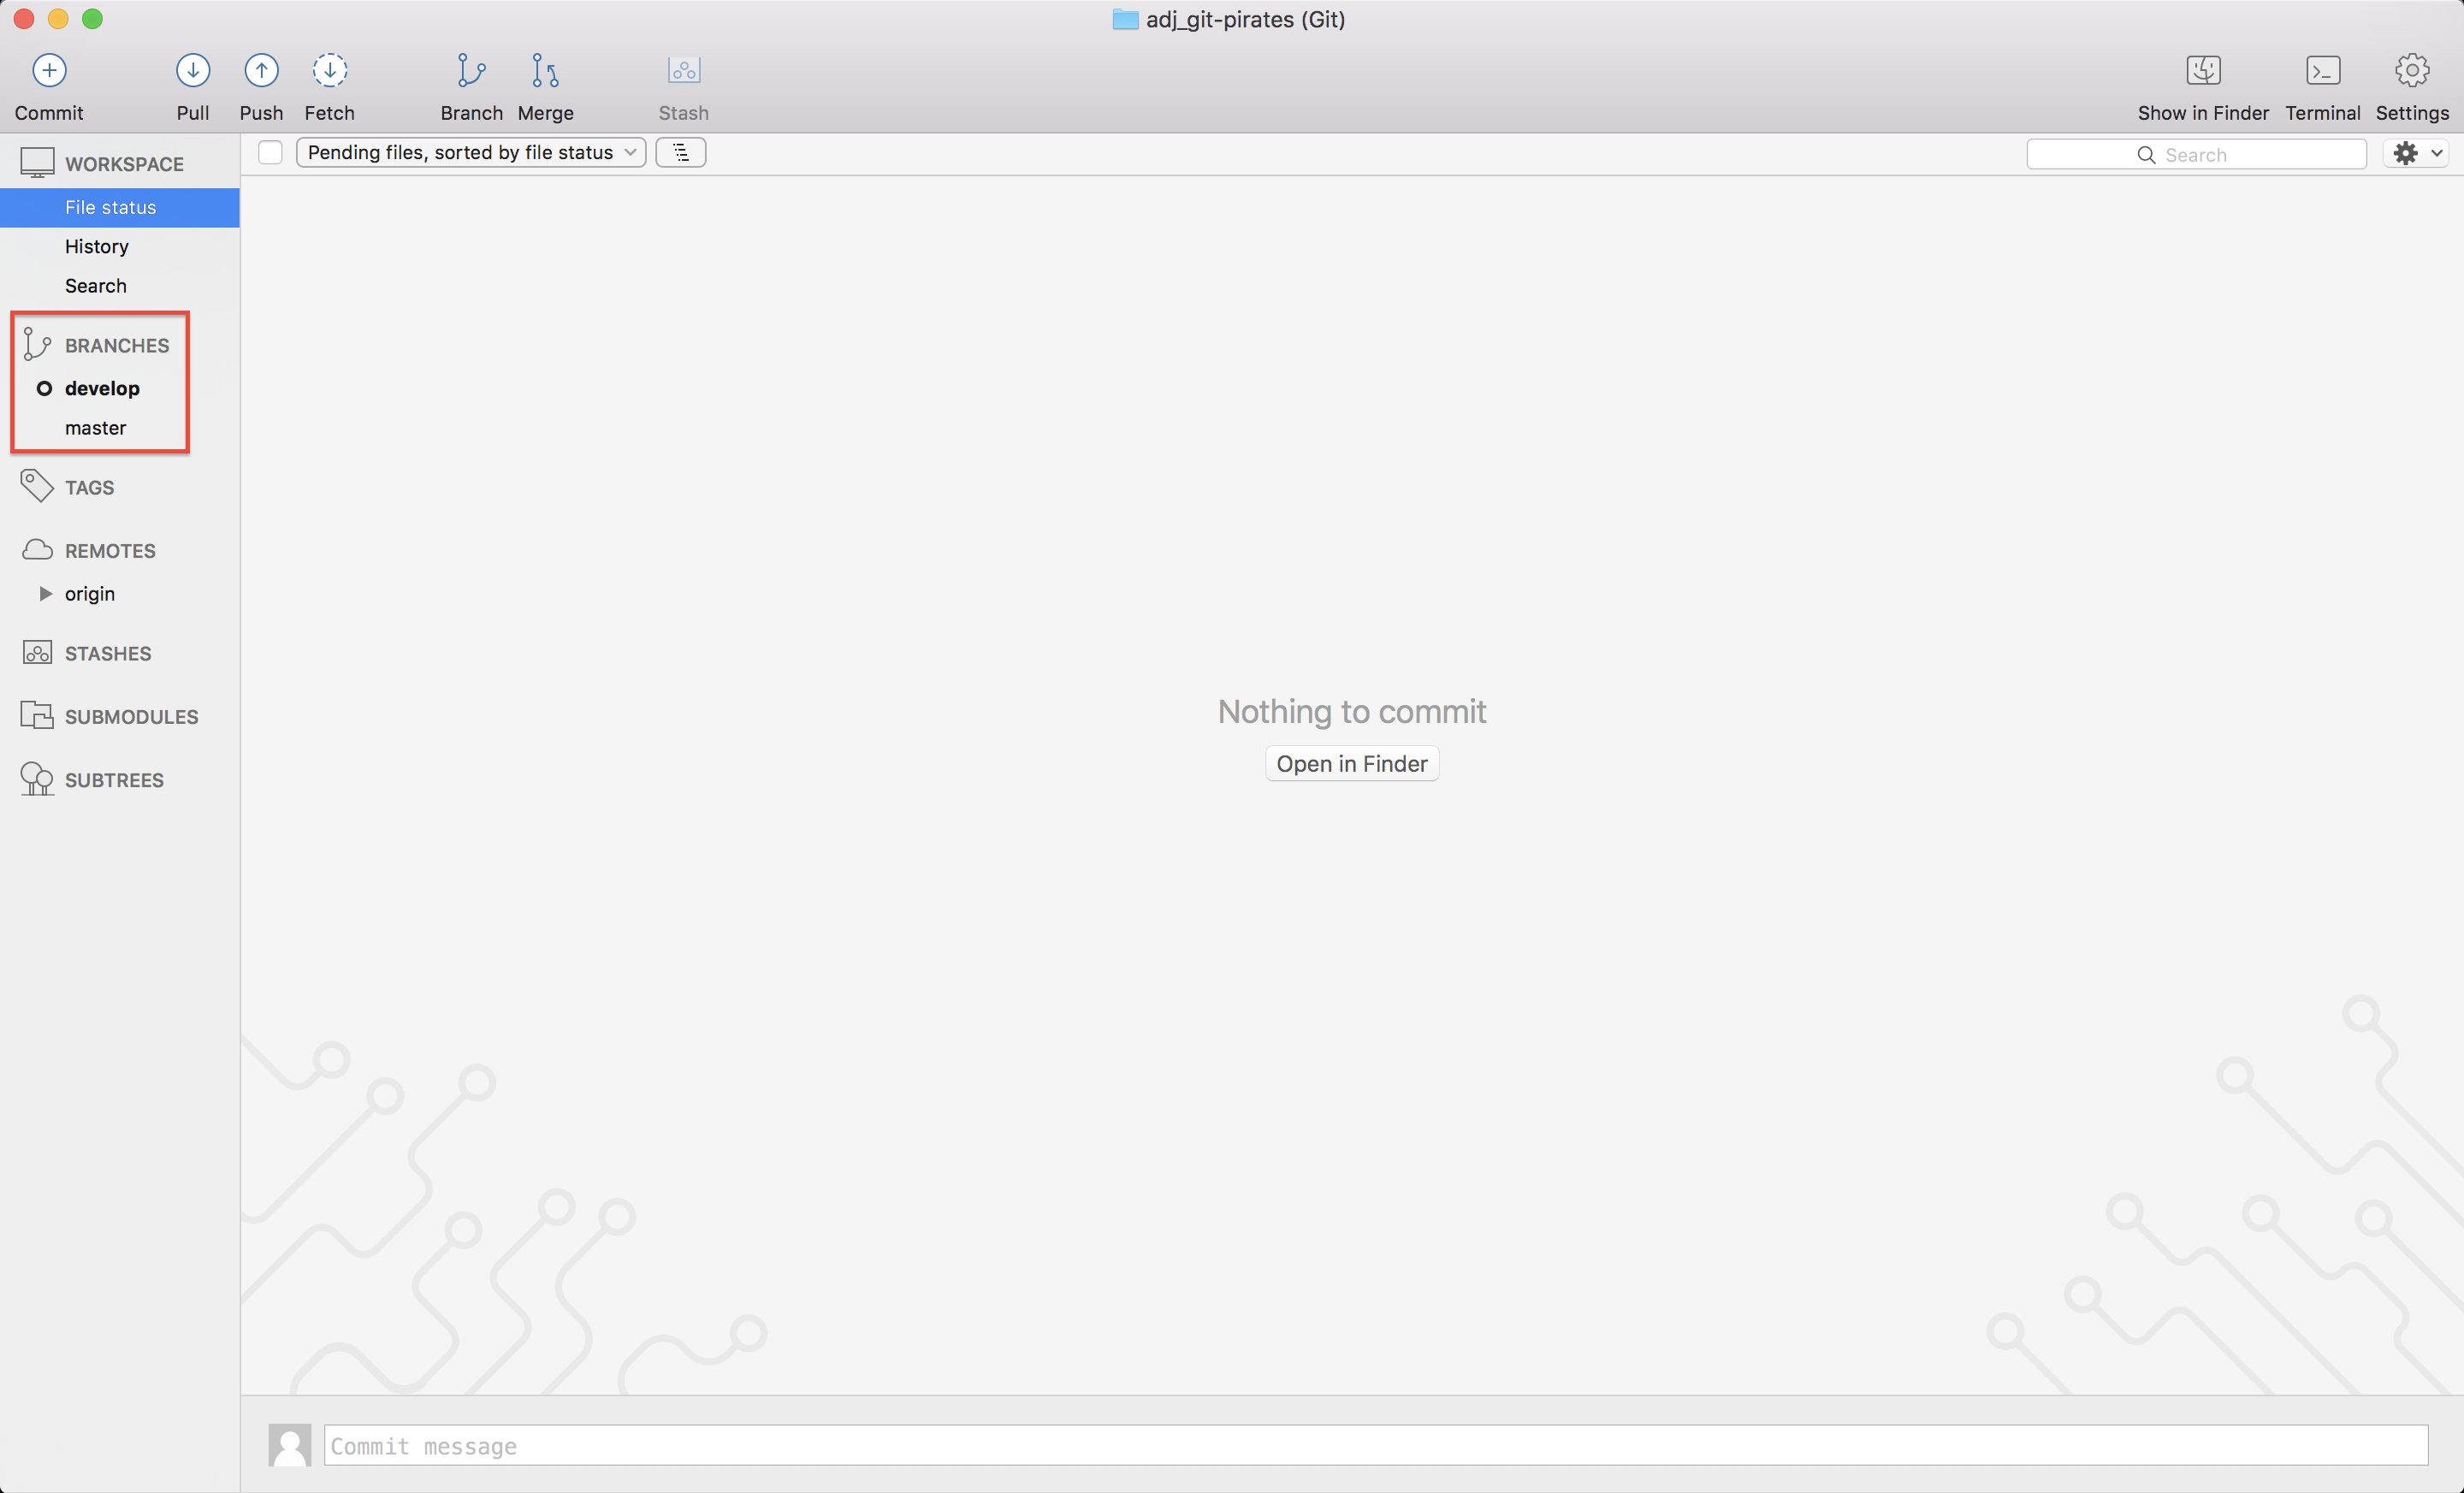 adj_git-pirates (Git)
Commit Pull Push Fetch Branch Merge Stash Show in Finder Terminal Settings
WORKSPACE
Pending files, sorted by file status
Search
File status
History
Search
BRANCHES
develop
master
TAGS
REMOTES
origin
STASHES
SUBMODULES
SUBTREES
Nothing to commit
Open in Finder
Commit message